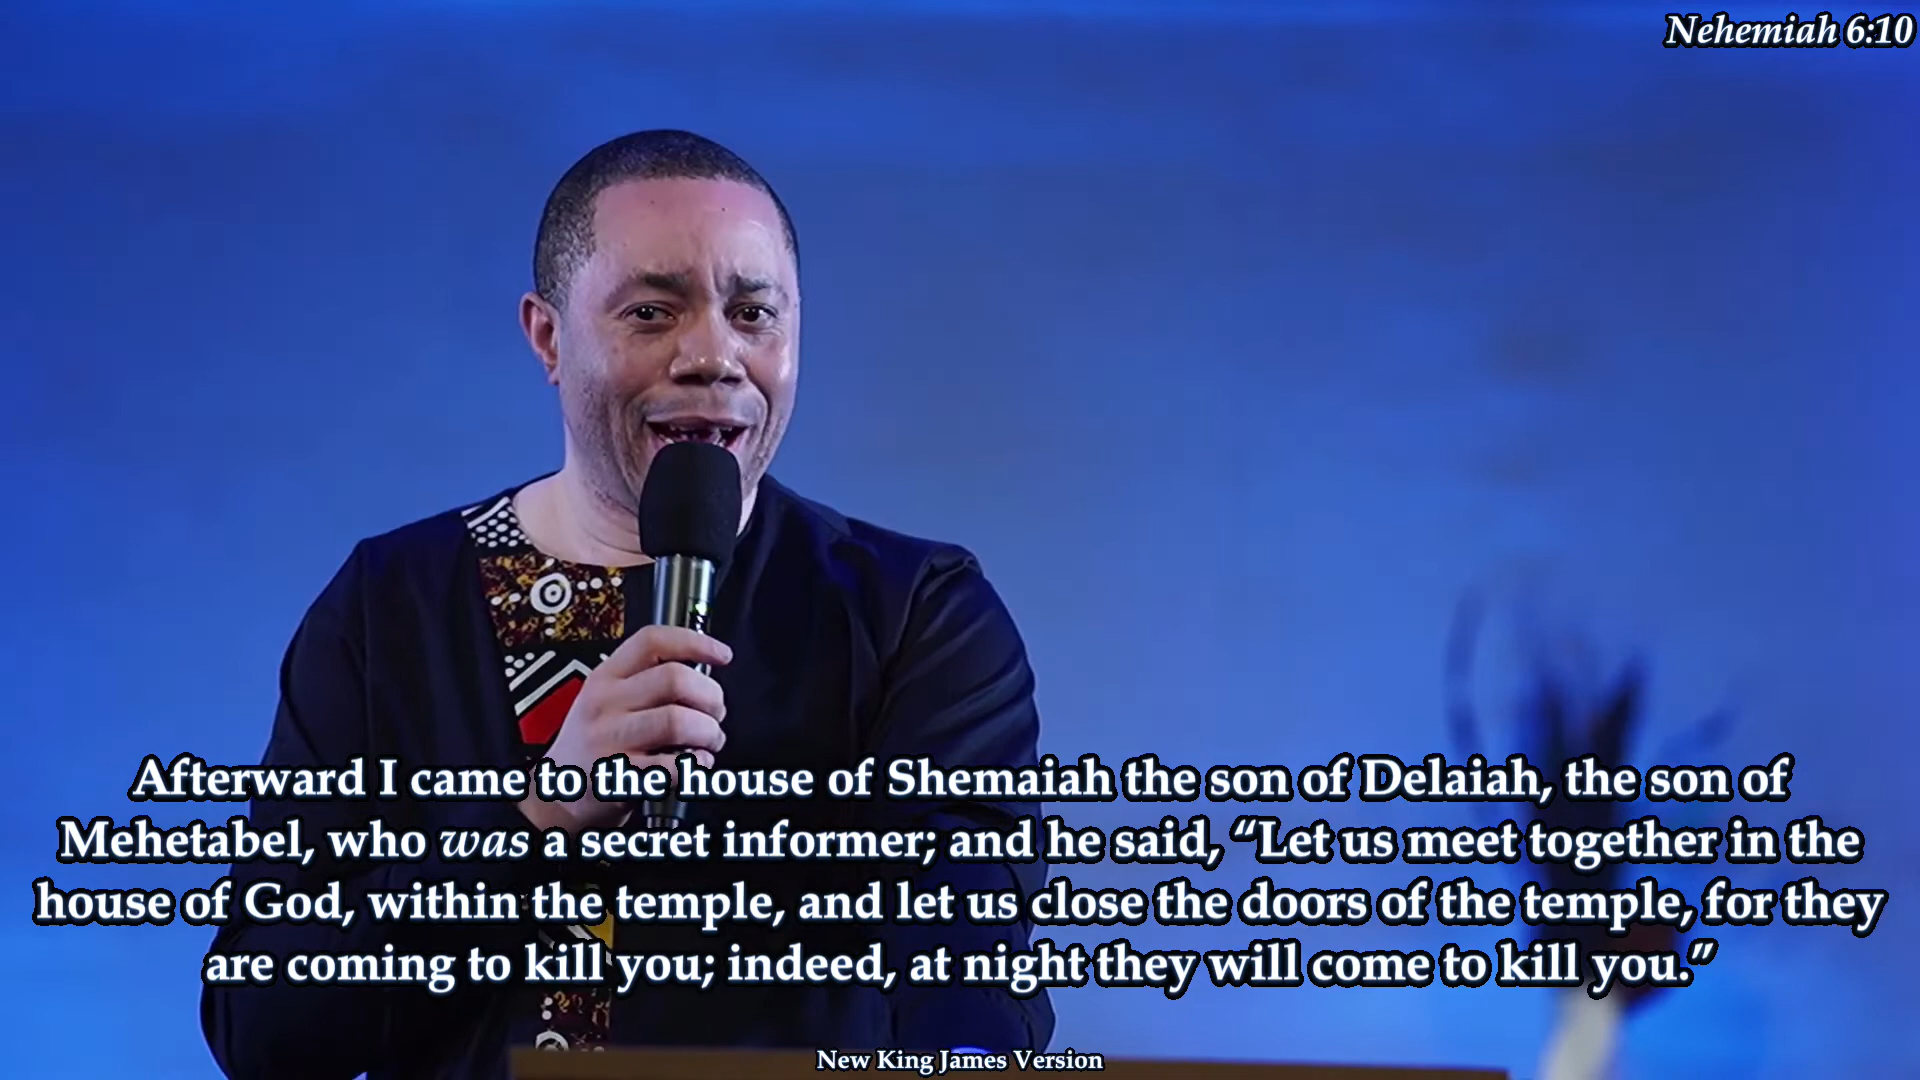 Nehemiah 6:10
Afterward I came to the house of Shemaiah the son of Delaiah, the son of
Mehetabel, who was a secret informer; and he said, “Let us meet together in the
house of God, within the temple, and let us close the doors of the temple, for they
are coming to kill you; indeed, at night they will come to kill you.”
New King James Version